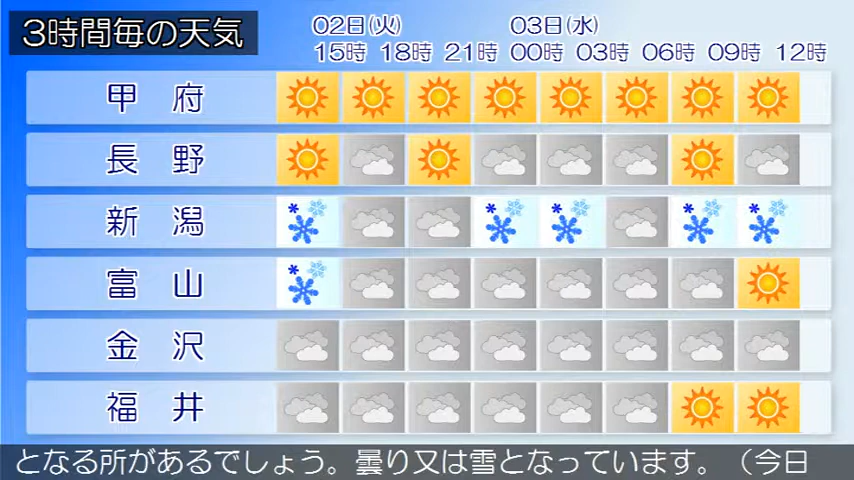 3時間毎の天気
02日(火) 03日(水)
15時 18時 21時 00時 03時 06時 09時 12時
甲府
長野
新潟
富山
金沢
福井
となる所があるでしょう。曇り又は雪となっています。（今日